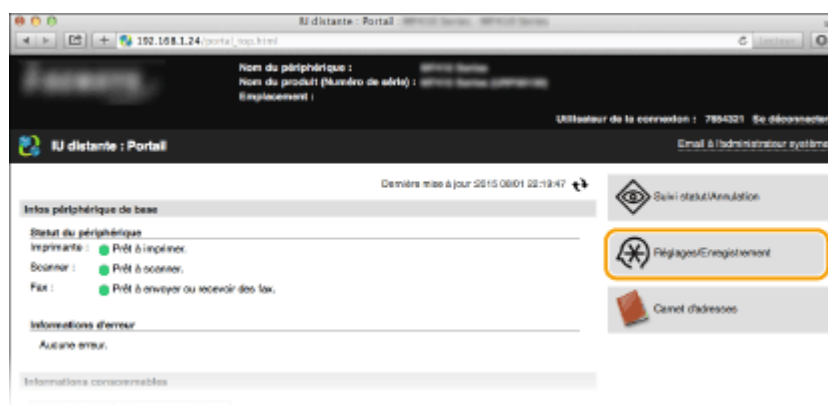 IU distante : Portail
192.168.1.24/portal_top.html
Lecteur
Nom du périphérique :
Nom du produit (Numéro de série) :
Emplacement :
Utilisateur de la connexion : 7654321 Se déconnecter
IU distante : Portail
Email à l'administrateur système
Dernière mise à jour :2015 08/01 22:19:47
Infos périphérique de base
Statut du périphérique
Imprimante : Prêt à imprimer.
Scanner : Prêt à scanner.
Fax : Prêt à envoyer ou recevoir des fax.
Informations d'erreur
Aucune erreur.
Informations consommables
Suivi statut/Annulation
Réglages/Enregistrement
Carnet d'adresses